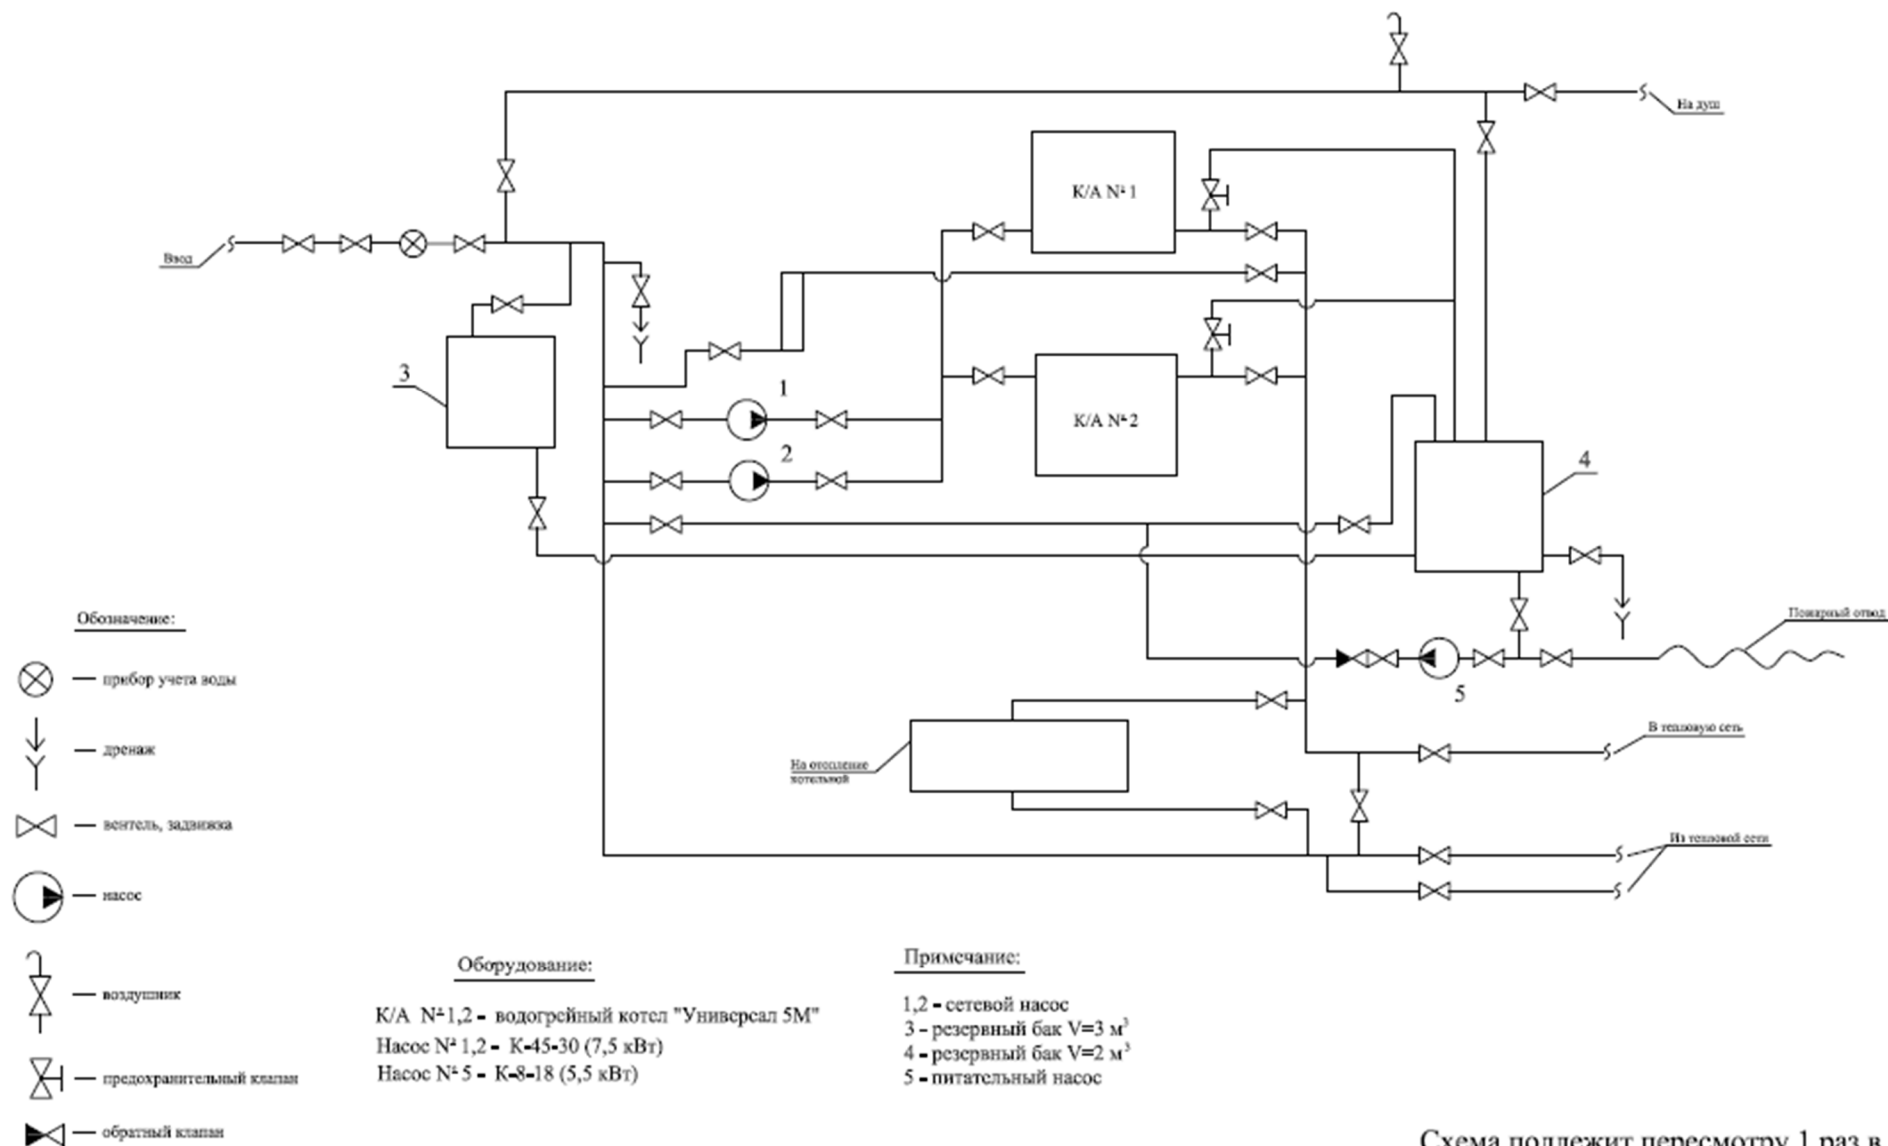 На душ
К/А № 1
Ввод
3
1
К/А № 2
2
4
Обозначение:
Пожарный отвод
прибор учета воды
5
В тепловую сеть
дренаж
На отопление
котельной
вентель, задвижка
Из тепловой сети
насос
Оборудование:
Примечание:
воздушник
К/А № 1,2 - водогрейный котел "Универсал 5М"
Насос № 1,2 - К-45-30 (7,5 кВт)
Насос № 5 - К-8-18 (5,5 кВт)
1,2 - сетевой насос
3 - резервный бак V=3 м³
4 - резервный бак V=2 м³
5 - питательный насос
предохранительный клапан
обратный клапан
Схема подлежит пересмотру 1 раз в